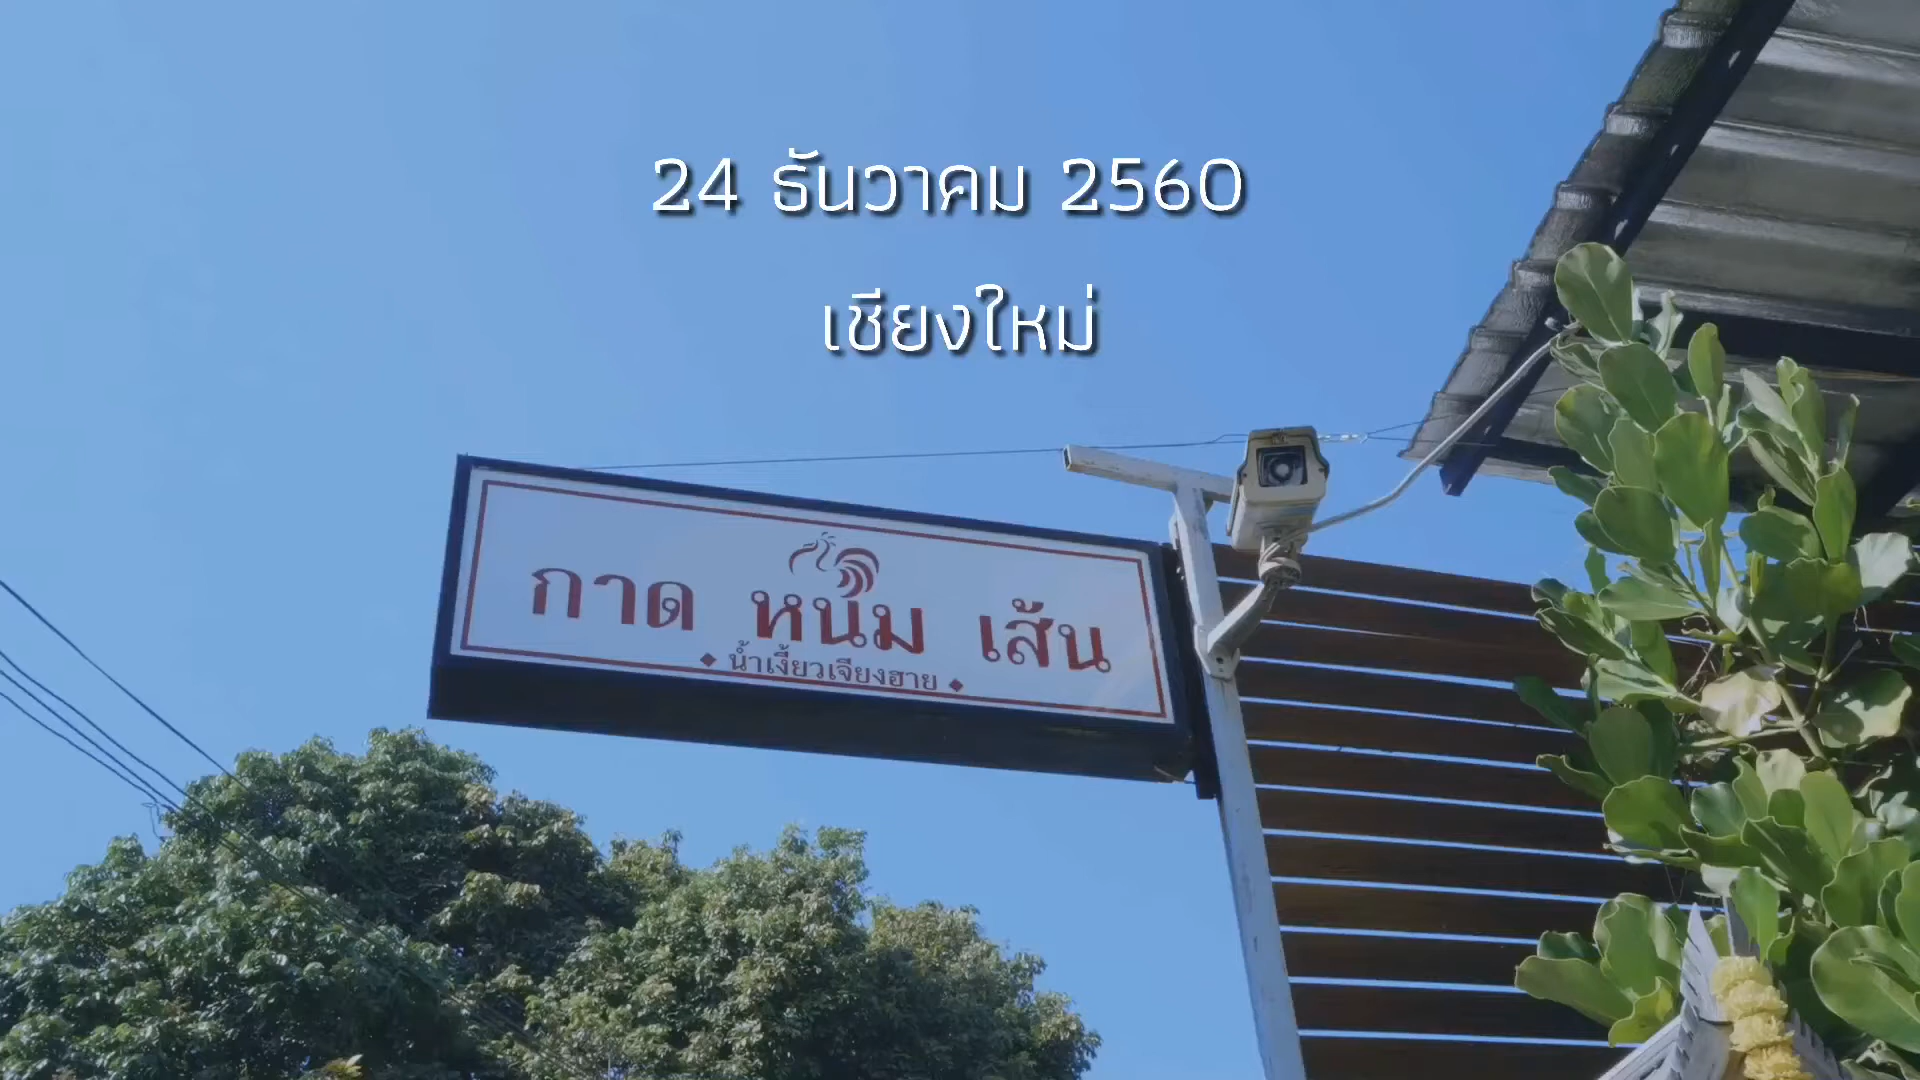 24 ธันวาคม 2560
เชียงใหม่
กาด หนม เส้น
น้ำเงี้ยวเจียงฮาย